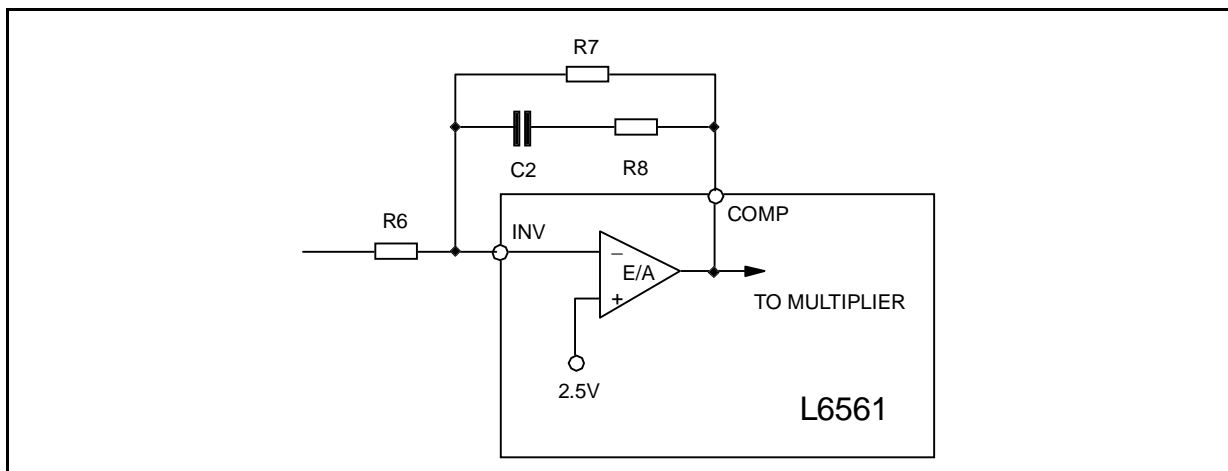 R7
C2
R8
COMP
R6
INV
−
E/A
+
TO MULTIPLIER
2.5V
L6561